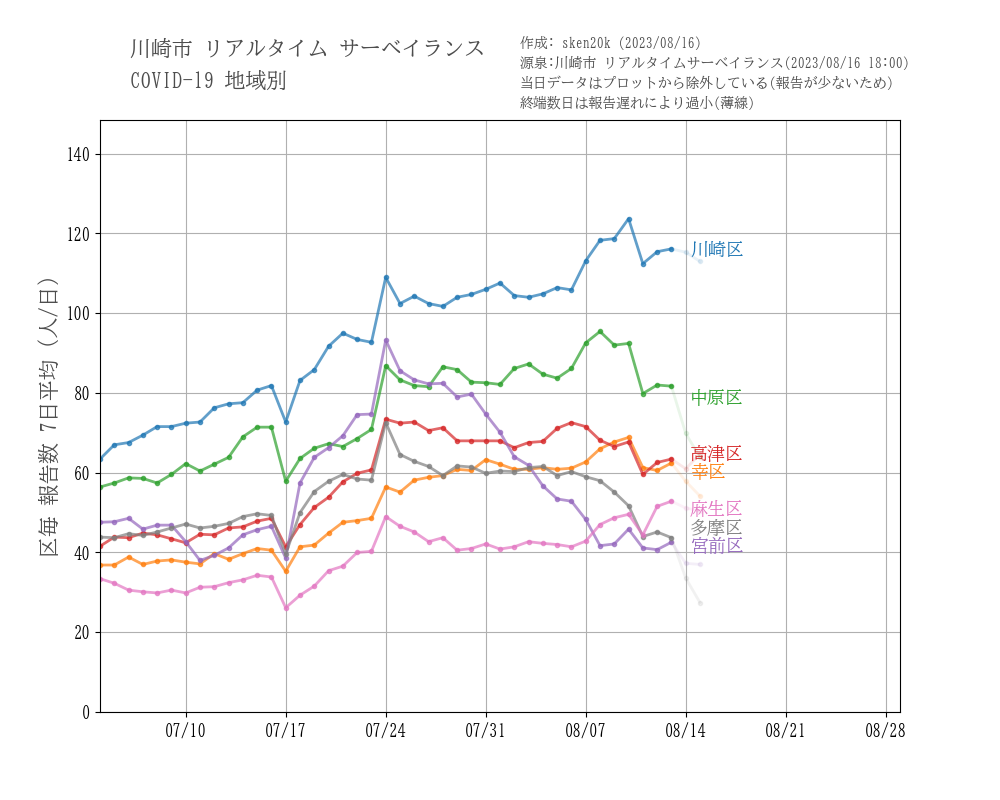 川崎市 リアルタイム サーベイランス
COVID-19 地域別
作成: sken20k (2023/08/16)
源泉:川崎市 リアルタイムサーベイランス(2023/08/16 18:00)
当日データはプロットから除外している(報告が少ないため)
終端数日は報告遅れにより過小(薄線)
区毎 報告数 7日平均 (人/日)
140
120
100
80
60
40
20
0
川崎区
中原区
高津区
幸区
麻生区
多摩区
宮前区
07/10
07/17
07/24
07/31
08/07
08/14
08/21
08/28